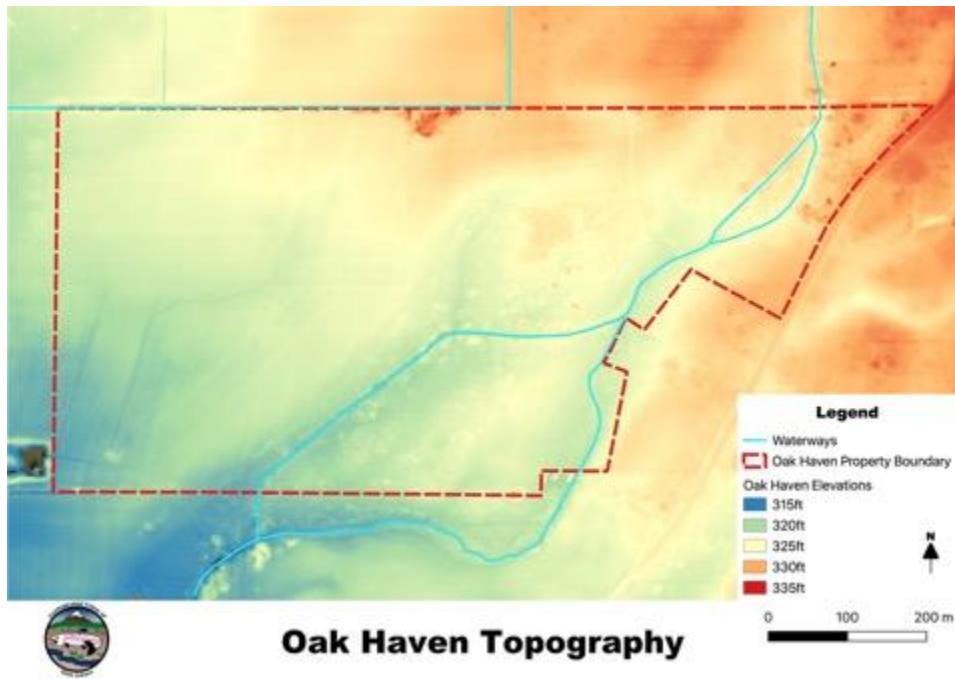 Legend
Waterways
Oak Haven Property Boundary
Oak Haven Elevations
315ft
320ft
325ft
330ft
335ft
N
0 100 200 m
Oak Haven Topography